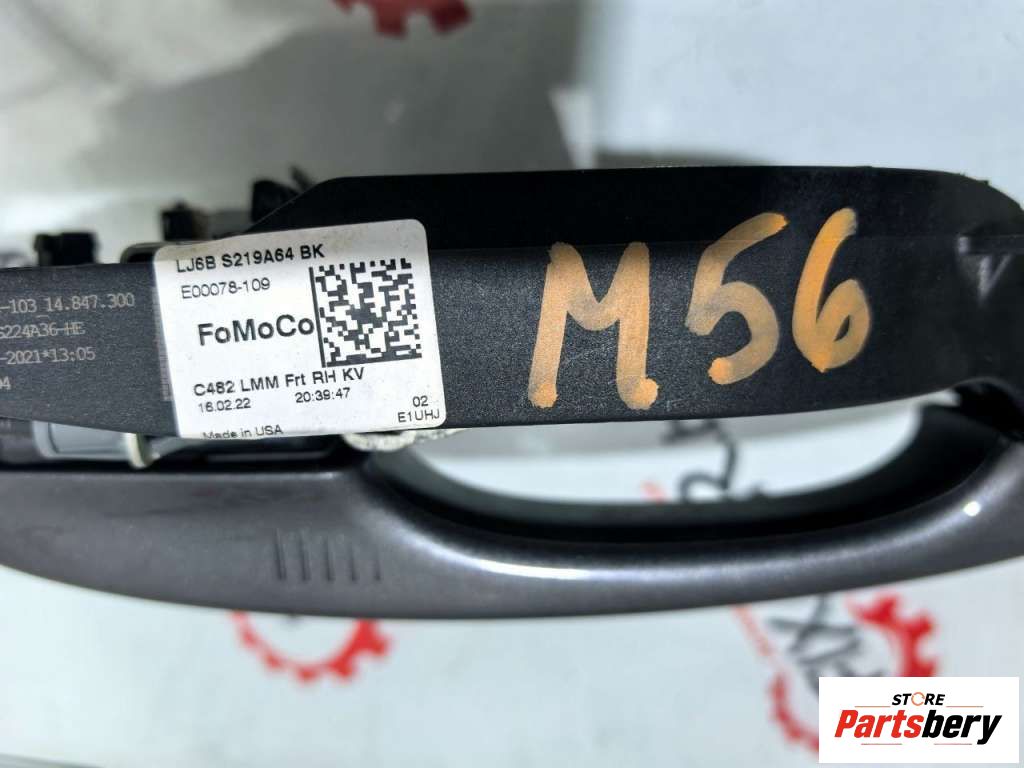 LJ6B S219A64 BK
E00078-109
FoMoCo
C482 LMM Frt RH KV
16.02.22 20:39:47 02
E1UHJ
Made in USA
-103 14.847.300
S224A36-HE
-2021*13:05
M56
STORE
Partsbery